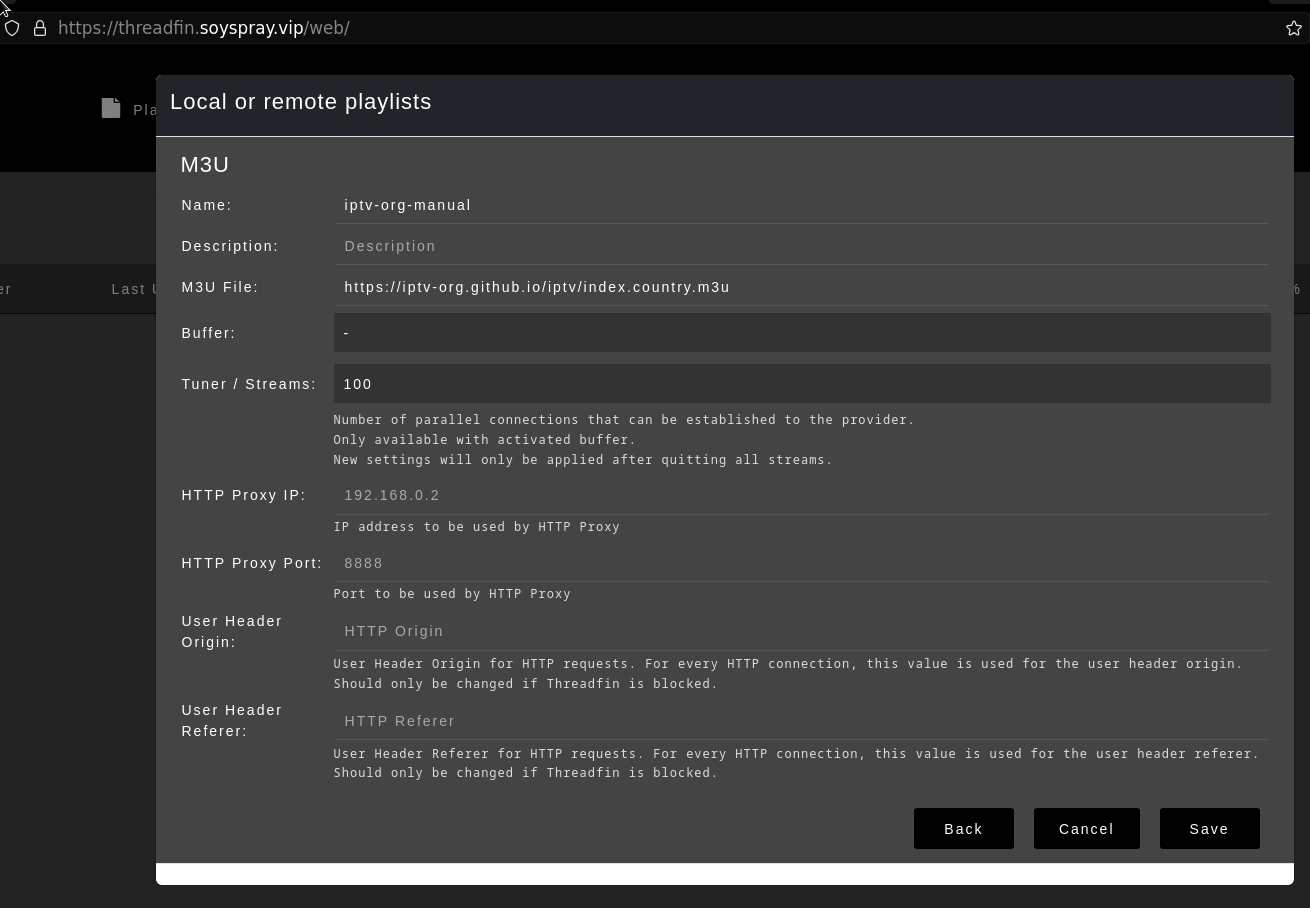 https://threadfin.soyspray.vip/web/
Pla
Local or remote playlists
M3U
Name: iptv-org-manual
Description: Description
er Last U M3U File: https://iptv-org.github.io/iptv/index.country.m3u %
Buffer: -
Tuner / Streams: 100
Number of parallel connections that can be established to the provider.
Only available with activated buffer.
New settings will only be applied after quitting all streams.
HTTP Proxy IP: 192.168.0.2
IP address to be used by HTTP Proxy
HTTP Proxy Port: 8888
Port to be used by HTTP Proxy
User Header
Origin:
HTTP Origin
User Header Origin for HTTP requests. For every HTTP connection, this value is used for the user header origin.
Should only be changed if Threadfin is blocked.
User Header
Referer:
HTTP Referer
User Header Referer for HTTP requests. For every HTTP connection, this value is used for the user header referer.
Should only be changed if Threadfin is blocked.
Back Cancel Save